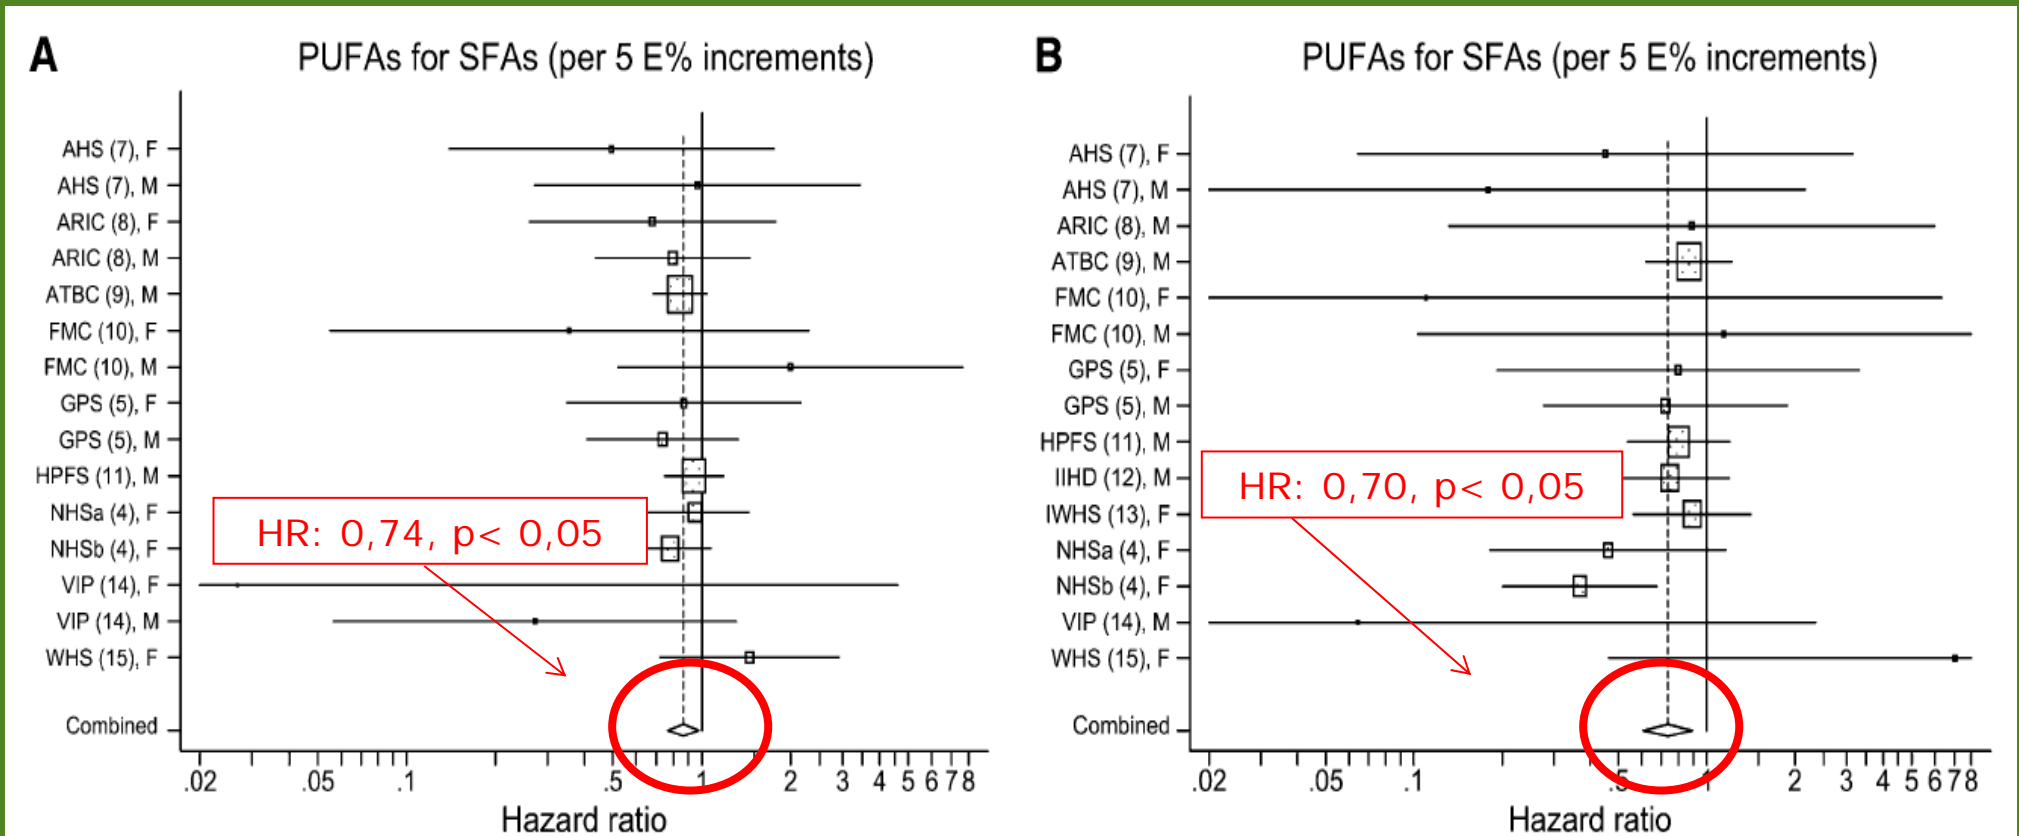 A
PUFAs for SFAs (per 5 E% increments)
AHS (7), F
AHS (7), M
ARIC (8), F
ARIC (8), M
ATBC (9), M
FMC (10), F
FMC (10), M
GPS (5), F
GPS (5), M
HPFS (11), M
NHSa (4), F
NHSb (4), F
VIP (14), F
VIP (14), M
WHS (15), F
Combined
HR: 0,74, p< 0,05
.02 .05 .1 .5 1 2 3 4 5 6 7 8
Hazard ratio
B
PUFAs for SFAs (per 5 E% increments)
AHS (7), F
AHS (7), M
ARIC (8), M
ATBC (9), M
FMC (10), F
FMC (10), M
GPS (5), F
GPS (5), M
HPFS (11), M
IIHD (12), M
IWHS (13), F
NHSa (4), F
NHSb (4), F
VIP (14), M
WHS (15), F
Combined
HR: 0,70, p< 0,05
.02 .05 .1 .5 1 2 3 4 5 6 7 8
Hazard ratio